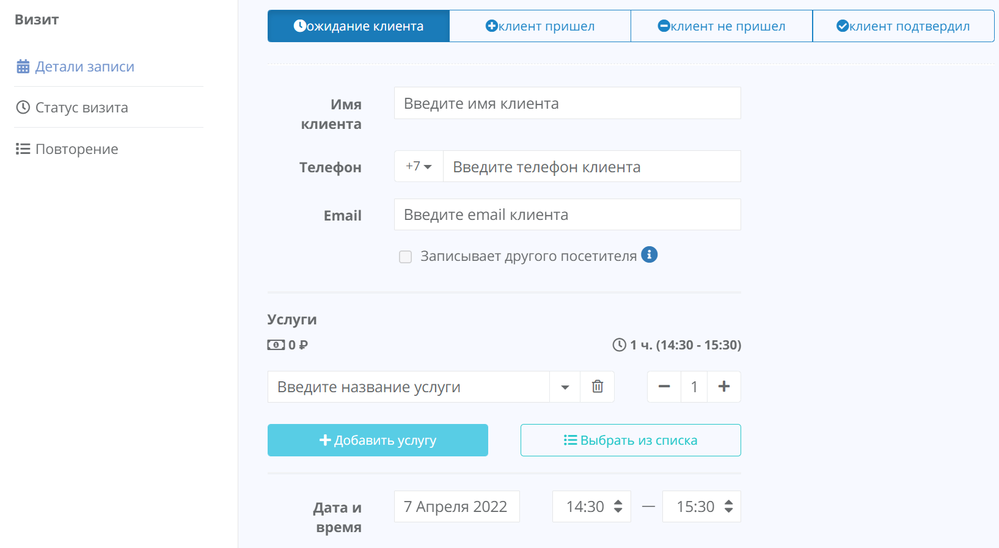 Визит
Детали записи
Статус визита
Повторение
ожидание клиента
клиент пришел
клиент не пришел
клиент подтвердил
Имя
клиента
Введите имя клиента
Телефон
+7
Введите телефон клиента
Email
Введите email клиента
Записывает другого посетителя
Услуги
0 ₽
1 ч. (14:30 - 15:30)
Введите название услуги
1
Добавить услугу
Выбрать из списка
Дата и
время
7 Апреля 2022
14:30 — 15:30